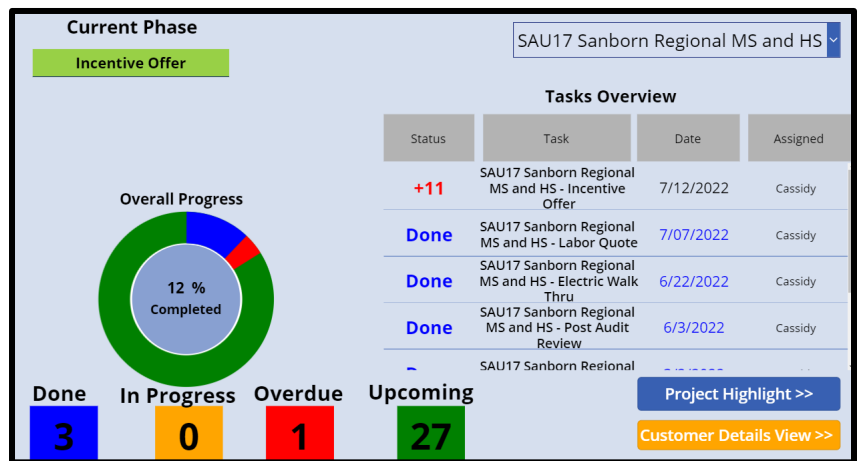 Current Phase
Incentive Offer
SAU17 Sanborn Regional MS and HS
Tasks Overview
Status Task Date Assigned
+11
SAU17 Sanborn Regional
MS and HS - Incentive
Offer
7/12/2022
Cassidy
Done
SAU17 Sanborn Regional
MS and HS - Labor Quote
7/07/2022
Cassidy
Done
SAU17 Sanborn Regional
MS and HS - Electric Walk
Thru
6/22/2022
Cassidy
Done
SAU17 Sanborn Regional
MS and HS - Post Audit
Review
6/3/2022
Cassidy
SAU17 Sanborn Regional
Overall Progress
12 %
Completed
Done In Progress Overdue Upcoming
3 0 1 27
Project Highlight >>
Customer Details View >>